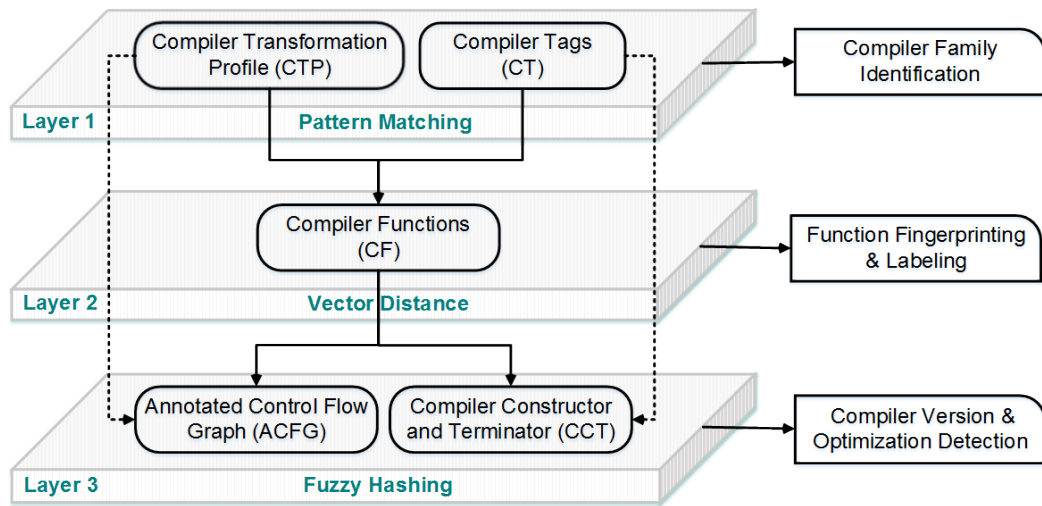 Compiler Transformation
Profile (CTP)
Compiler Tags
(CT)
Compiler Family
Identification
Layer 1
Pattern Matching
Compiler Functions
(CF)
Function Fingerprinting
& Labeling
Layer 2
Vector Distance
Annotated Control Flow
Graph (ACFG)
Compiler Constructor
and Terminator (CCT)
Compiler Version &
Optimization Detection
Layer 3
Fuzzy Hashing